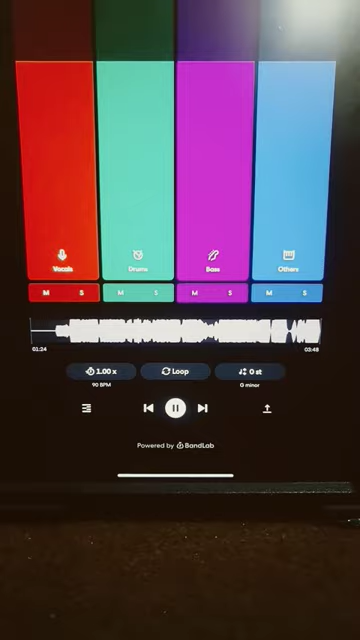 Vocals Drums Bass Others
M S M S M S M S
01:24 03:48
1.00 x Loop 0 st
90 BPM G minor
Powered by BandLab